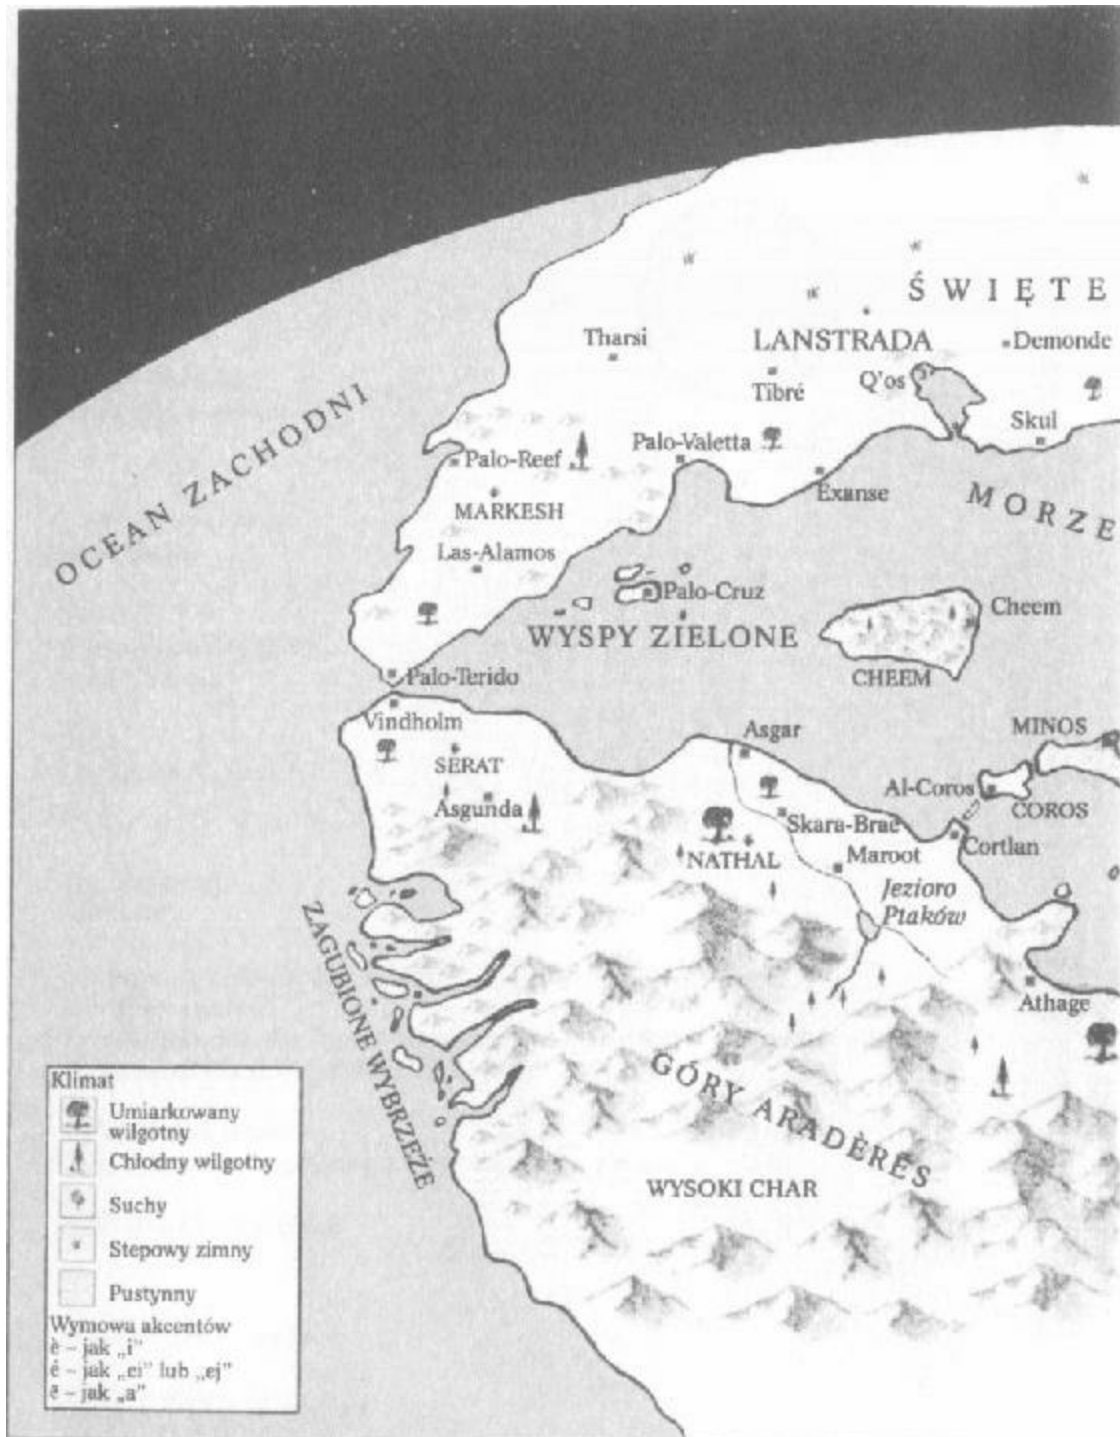 ŚWIĘTE
Tharsi
LANSTRADA
Demonde
Q'os
Tibré
OCEAN ZACHODNI
Skul
Palo-Valetta
Palo-Reef
Exanse
MARKESH
MORZE
Las-Alamos
Palo-Cruz
Cheem
WYSPY ZIELONE
CHEEM
Palo-Terido
Vindholm
MINOS
Asgar
SERAT
Al-Coros
Asgunda
COROS
Skara-Brae
Cortlan
NATHAL
Maroot
Jezioro
Ptaków
ZAGUBIONE WYBRZEŻE
Athage
GÓRY ARADÈRĒS
WYSOKI CHAR
Klimat
Umiarkowany
wilgotny
Chłodny wilgotny
Suchy
Stepowy zimny
Pustynny
Wymowa akcentów
è – jak „i”
é – jak „ei” lub „ej”
ē – jak „a”